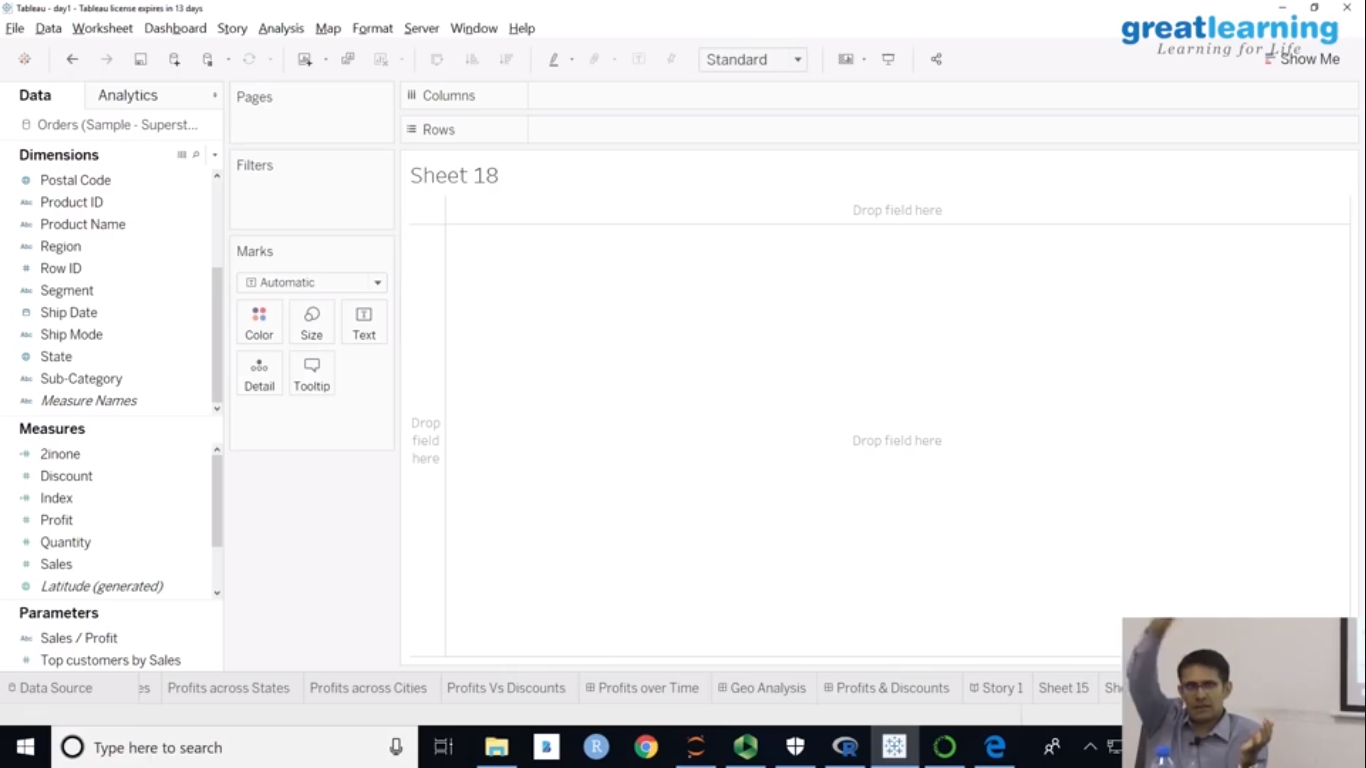 Tableau - day1 - Tableau license expires in 13 days
File Data Worksheet Dashboard Story Analysis Map Format Server Window Help
greatlearning
Learning for Life
Standard
Show Me
Data Analytics
Orders (Sample - Superst...
Dimensions
Postal Code
Product ID
Product Name
Region
Row ID
Segment
Ship Date
Ship Mode
State
Sub-Category
Measure Names
Measures
2inone
Discount
Index
Profit
Quantity
Sales
Latitude (generated)
Parameters
Sales / Profit
Top customers by Sales
Pages
Filters
Marks
Automatic
Color Size Text
Detail Tooltip
Columns
Rows
Sheet 18
Drop field here
Drop
field
here
Drop field here
Data Source es Profits across States Profits across Cities Profits Vs Discounts Profits over Time Geo Analysis Profits & Discounts Story 1 Sheet 15
Type here to search